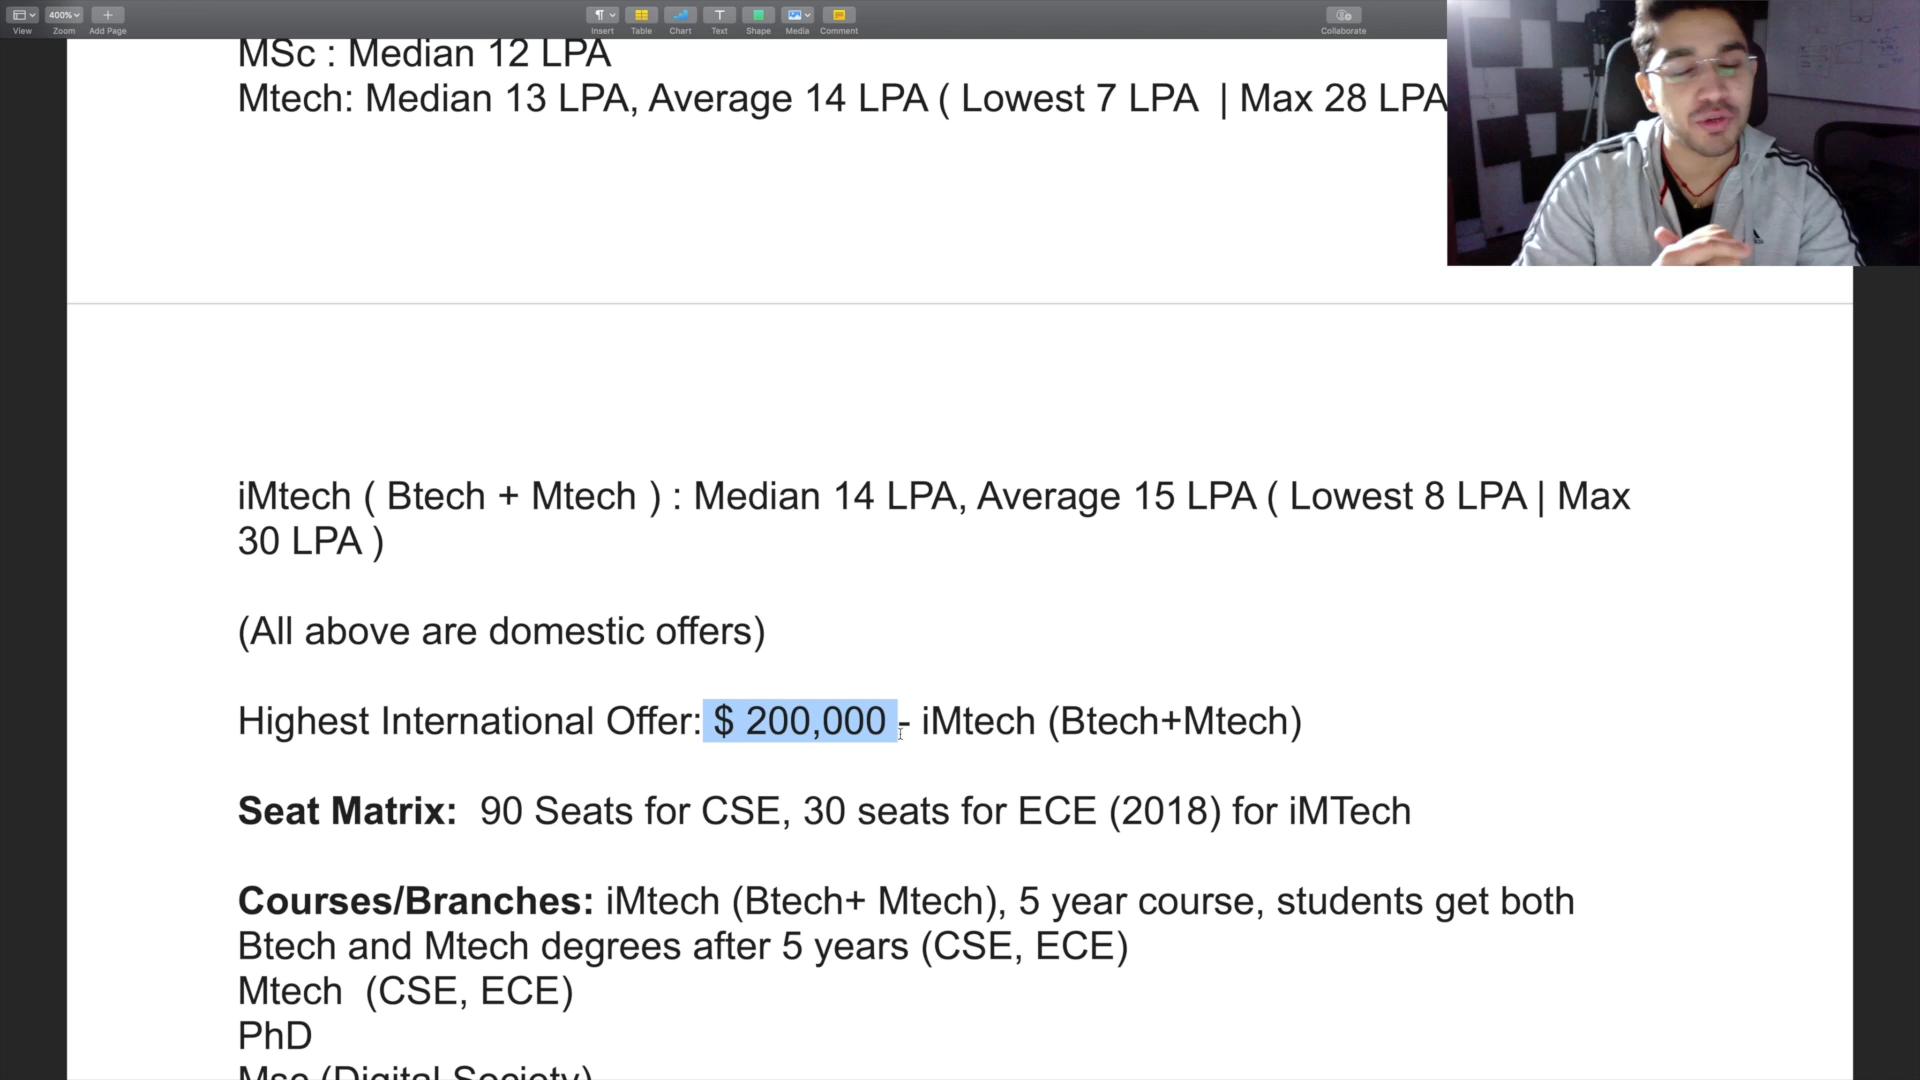 View
400%
Zoom
Add Page
Insert
Table
Chart
Text
Shape
Media
Comment
Collaborate
MSc : Median 12 LPA
Mtech: Median 13 LPA, Average 14 LPA ( Lowest 7 LPA | Max 28 LPA
iMtech ( Btech + Mtech ) : Median 14 LPA, Average 15 LPA ( Lowest 8 LPA | Max
30 LPA )
(All above are domestic offers)
Highest International Offer: $ 200,000 - iMtech (Btech+Mtech)
Seat Matrix: 90 Seats for CSE, 30 seats for ECE (2018) for iMTech
Courses/Branches: iMtech (Btech+ Mtech), 5 year course, students get both
Btech and Mtech degrees after 5 years (CSE, ECE)
Mtech (CSE, ECE)
PhD
Msc (Digital Society)